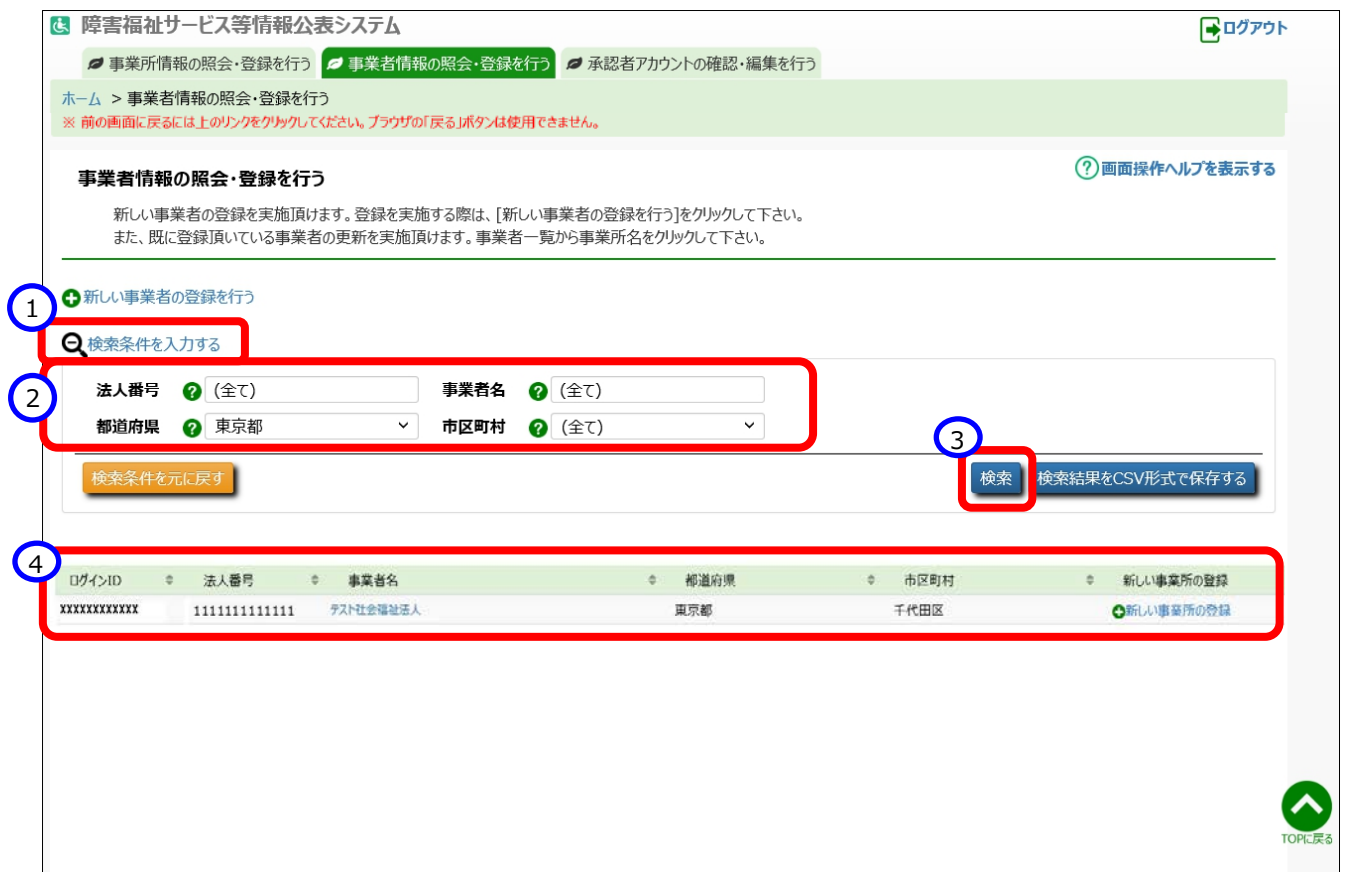 障害福祉サービス等情報公表システム
ログアウト
事業所情報の照会・登録を行う 事業者情報の照会・登録を行う 承認者アカウントの確認・編集を行う
ホーム > 事業者情報の照会・登録を行う
※ 前の画面に戻るには上のリンクをクリックしてください。ブラウザの「戻る」ボタンは使用できません。
画面操作ヘルプを表示する
事業者情報の照会・登録を行う
新しい事業者の登録を実施頂けます。登録を実施する際は、[新しい事業者の登録を行う]をクリックして下さい。
また、既に登録頂いている事業者の更新を実施頂けます。事業者一覧から事業所名をクリックして下さい。
1
新しい事業者の登録を行う
検索条件を入力する
2
法人番号 (全て) 事業者名 (全て)
都道府県 東京都 市区町村 (全て)
3
検索条件を元に戻す 検索 検索結果をCSV形式で保存する
4
ログインID 法人番号 事業者名 都道府県 市区町村 新しい事業所の登録
XXXXXXXXXXXX 1111111111111 テスト社会福祉法人 東京都 千代田区 新しい事業所の登録
TOPに戻る